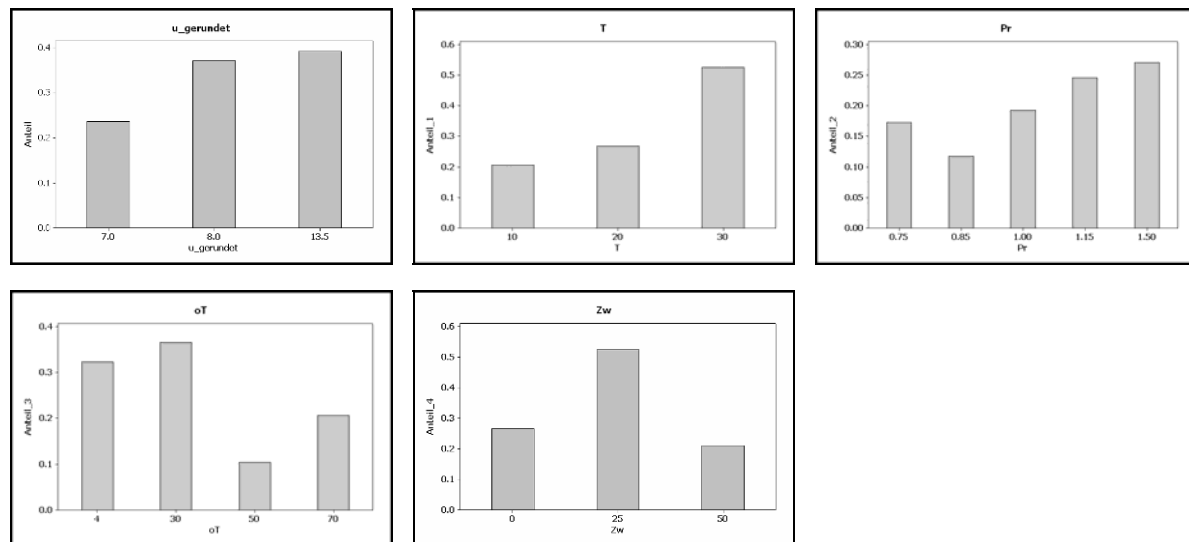 u_gerundet
0.4
0.3
0.2
0.1
0.0
Anteil
7.0 8.0 13.5
u_gerundet
T
0.6
0.5
0.4
0.3
0.2
0.1
0.0
Anteil_1
10 20 30
T
Pr
0.30
0.25
0.20
0.15
0.10
0.05
0.00
Anteil_2
0.75 0.85 1.00 1.15 1.50
Pr
oT
0.4
0.3
0.2
0.1
0.0
Anteil_3
4 30 50 70
oT
Zw
0.6
0.5
0.4
0.3
0.2
0.1
0.0
Anteil_4
0 25 50
Zw